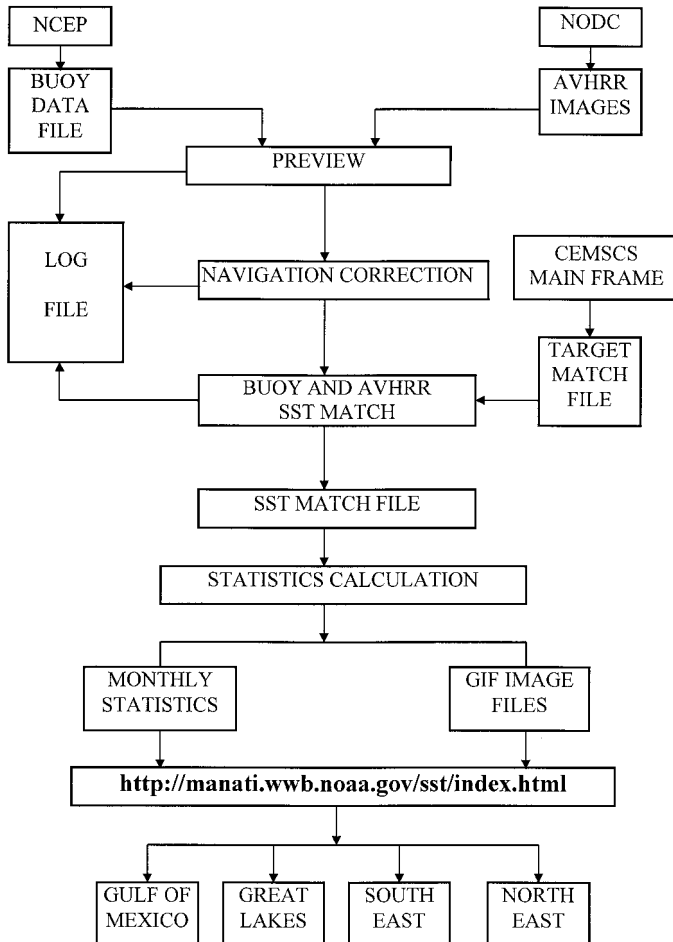 NCEP
NODC
BUOY
DATA
FILE
AVHRR
IMAGES
PREVIEW
LOG
FILE
NAVIGATION CORRECTION
CEMSCS
MAIN FRAME
TARGET
MATCH
FILE
BUOY AND AVHRR
SST MATCH
SST MATCH FILE
STATISTICS CALCULATION
MONTHLY
STATISTICS
GIF IMAGE
FILES
http://manati.wwb.noaa.gov/sst/index.html
GULF OF
MEXICO
GREAT
LAKES
SOUTH
EAST
NORTH
EAST